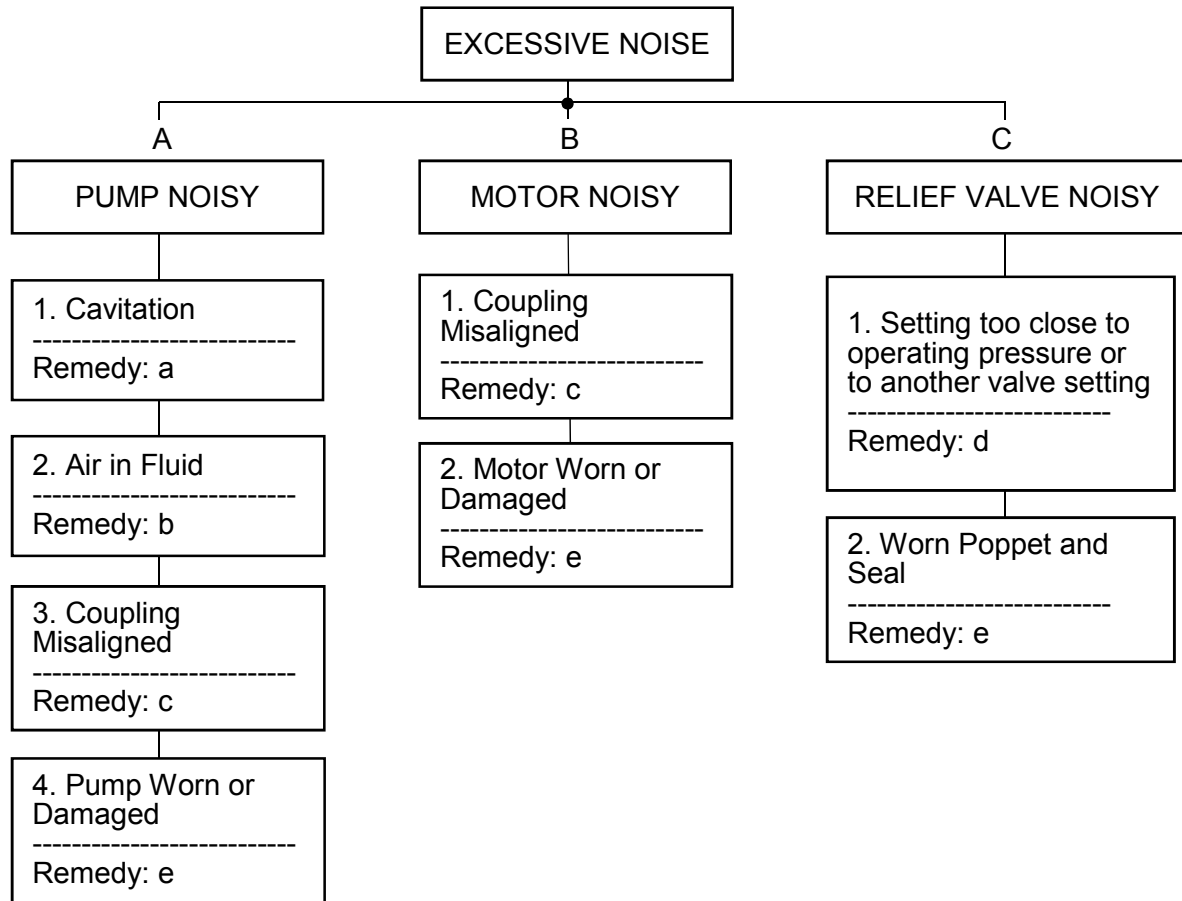 EXCESSIVE NOISE
A
PUMP NOISY
1. Cavitation
---------------------------
Remedy: a
2. Air in Fluid
---------------------------
Remedy: b
3. Coupling
Misaligned
---------------------------
Remedy: c
4. Pump Worn or
Damaged
---------------------------
Remedy: e
B
MOTOR NOISY
1. Coupling
Misaligned
---------------------------
Remedy: c
2. Motor Worn or
Damaged
---------------------------
Remedy: e
C
RELIEF VALVE NOISY
1. Setting too close to
operating pressure or
to another valve setting
---------------------------
Remedy: d
2. Worn Poppet and
Seal
---------------------------
Remedy: e